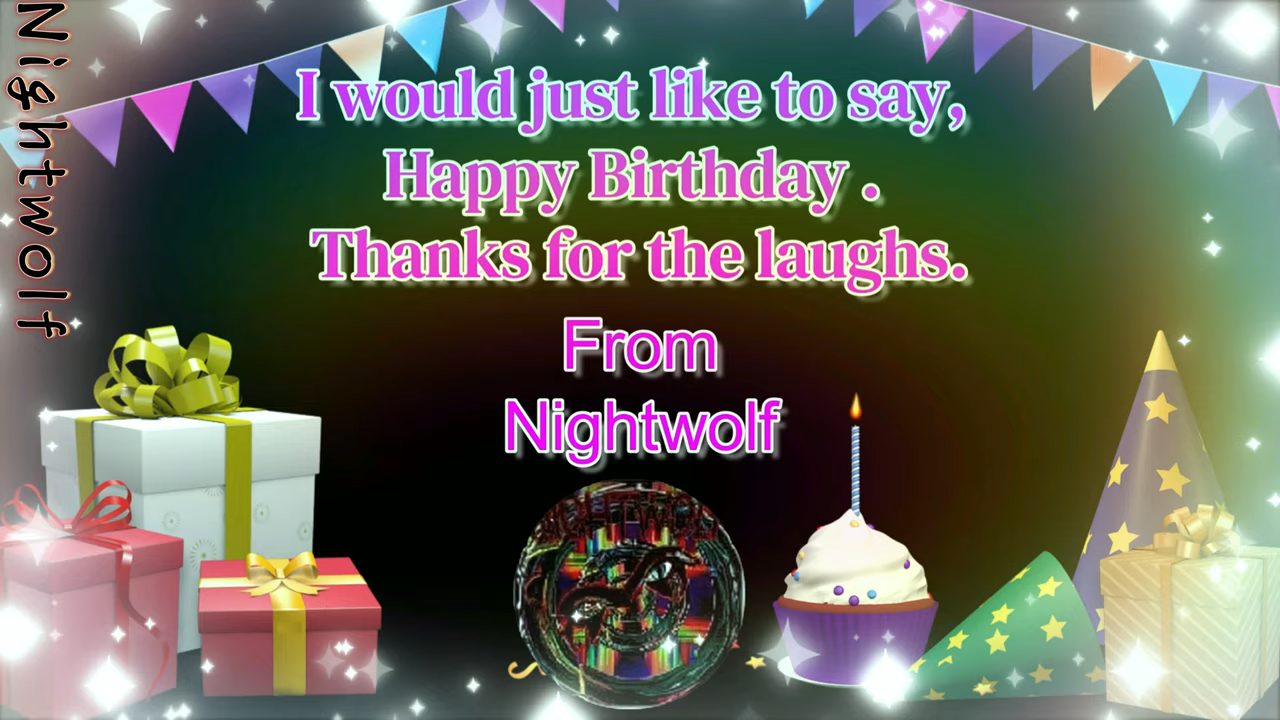 Nightwolf
I would just like to say,
Happy Birthday .
Thanks for the laughs.
From
Nightwolf